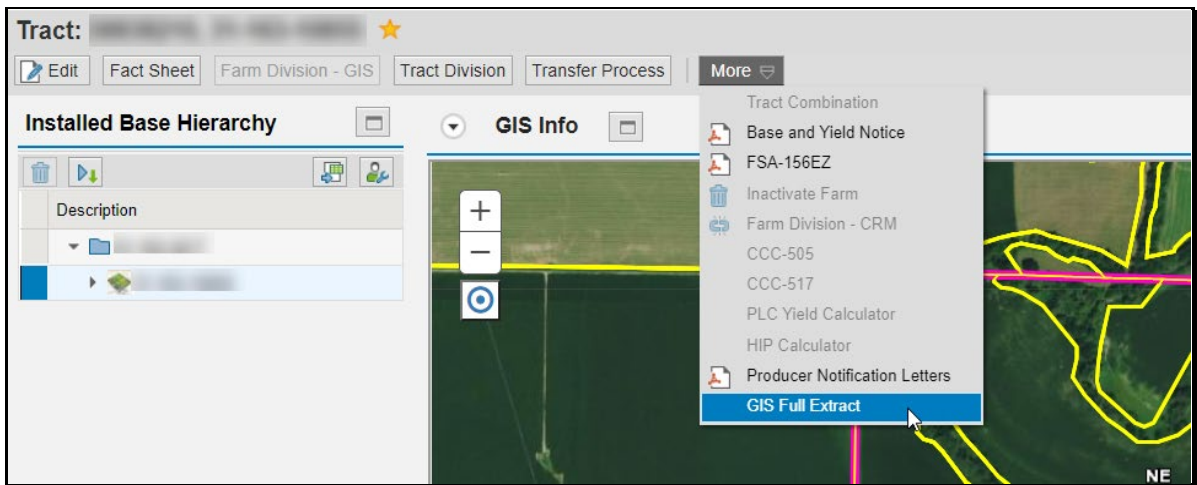 Tract:
Edit Fact Sheet Farm Division - GIS Tract Division Transfer Process More
Installed Base Hierarchy
GIS Info
Description
Tract Combination
Base and Yield Notice
FSA-156EZ
Inactivate Farm
Farm Division - CRM
CCC-505
CCC-517
PLC Yield Calculator
HIP Calculator
Producer Notification Letters
GIS Full Extract
+
−
NE